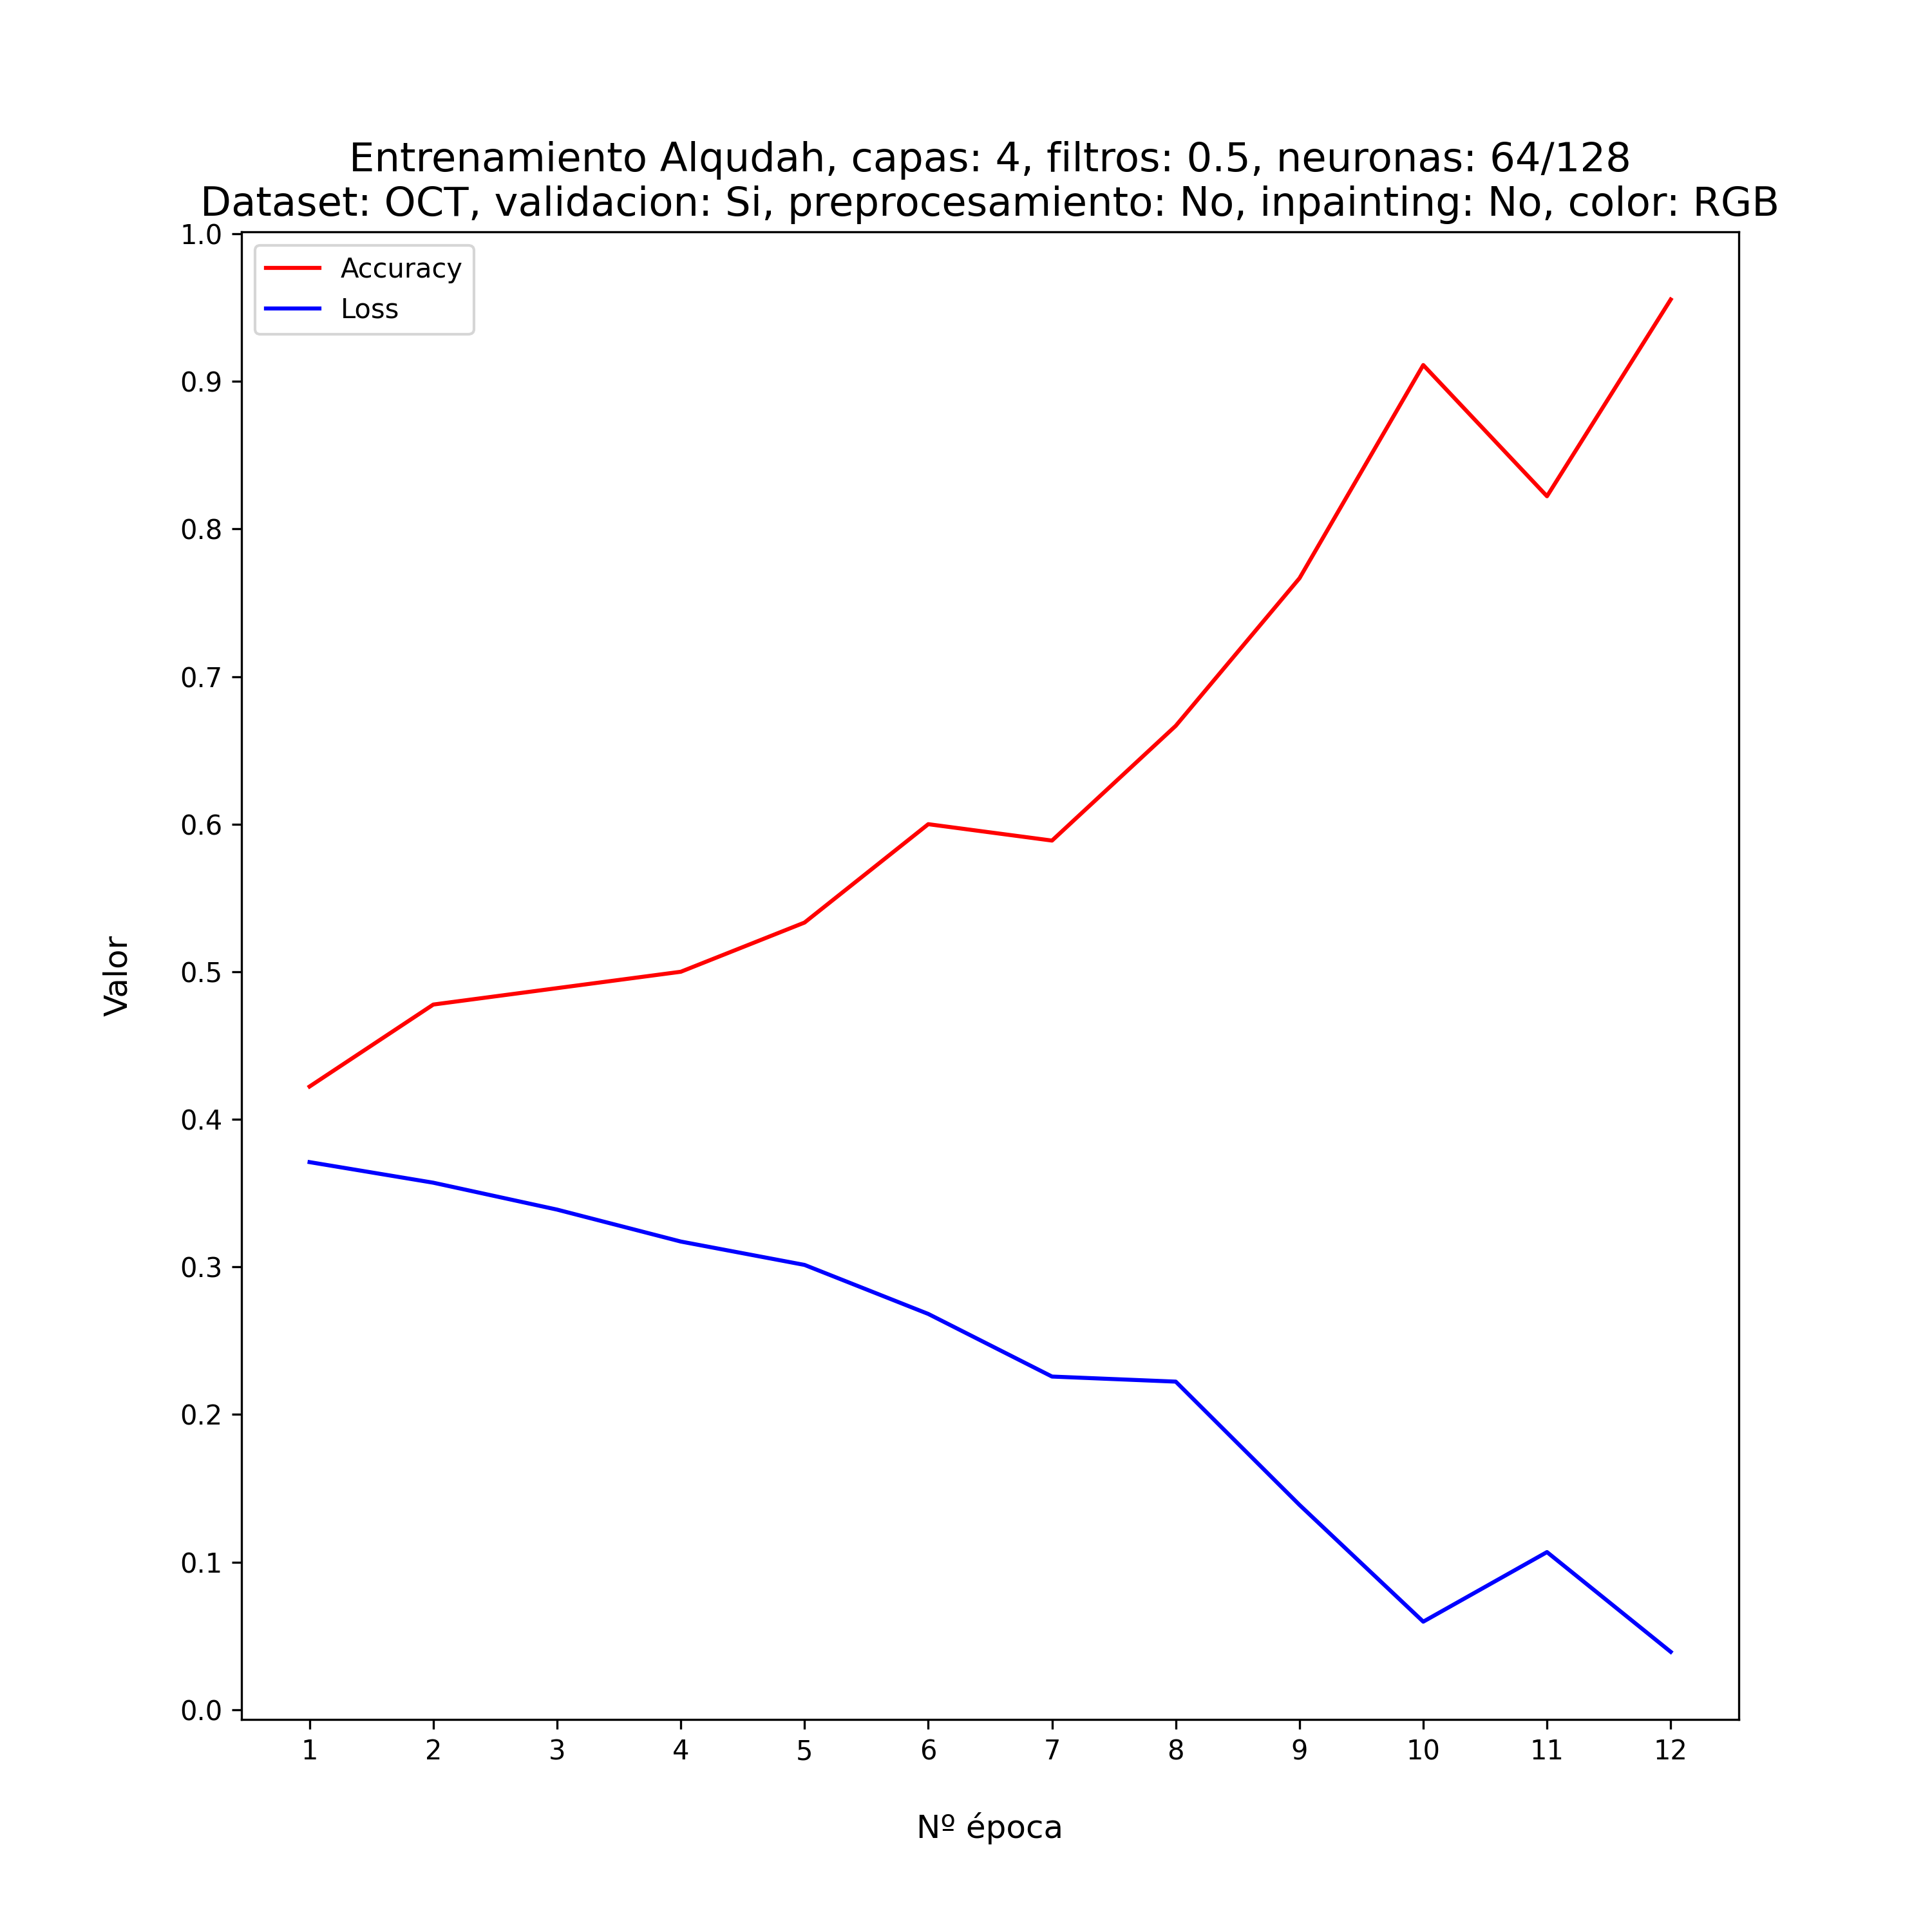 Entrenamiento Alqudah, capas: 4, filtros: 0.5, neuronas: 64/128
Dataset: OCT, validacion: Si, preprocesamiento: No, inpainting: No, color: RGB
Accuracy
Loss
1.0
0.9
0.8
0.7
0.6
0.5
0.4
0.3
0.2
0.1
0.0
Valor
1 2 3 4 5 6 7 8 9 10 11 12
Nº época